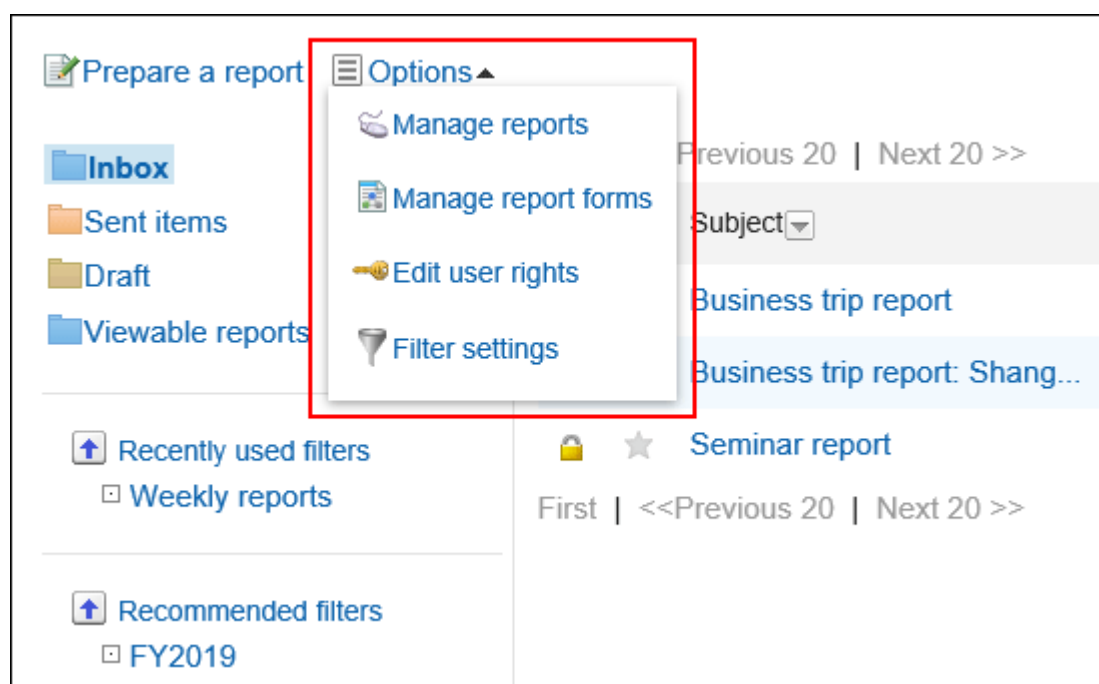 Prepare a report Options
Manage reports
Manage report forms
Edit user rights
Filter settings
Inbox
Sent items
Draft
Viewable reports
Recently used filters
Weekly reports
Recommended filters
FY2019
Previous 20 | Next 20 >>
Subject
Business trip report
Business trip report: Shang...
Seminar report
First | <<Previous 20 | Next 20 >>